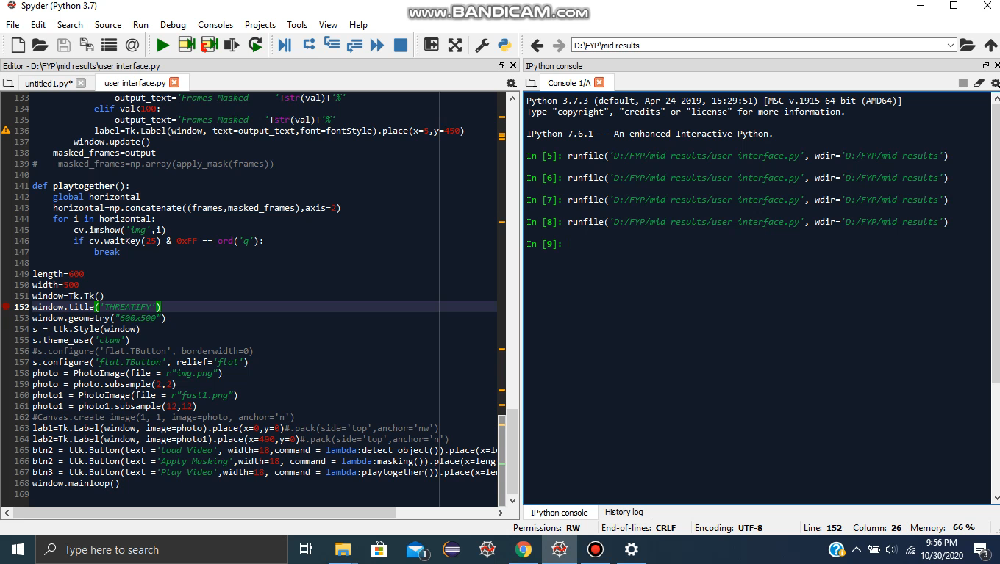 Spyder (Python 3.7)
www.BANDICAM.com
File Edit Search Source Run Debug Consoles Projects Tools View Help
D:\FYP\mid results
Editor - D:\FYP\mid results\user interface.py
untitled1.py* user interface.py
133 output_text='Frames Masked    '+str(val)+'%'
134 elif val<100:
135 output_text='Frames Masked    '+str(val)+'%'
136 label=Tk.Label(window, text=output_text,font=fontStyle).place(x=5,y=450)
137 window.update()
138 masked_frames=output
139 #    masked_frames=np.array(apply_mask(frames))
140
141 def playtogether():
142 global horizontal
143 horizontal=np.concatenate((frames,masked_frames),axis=2)
144 for i in horizontal:
145 cv.imshow('img',i)
146 if cv.waitKey(25) & 0xFF == ord('q'):
147 break
148
149 length=600
150 width=500
151 window=Tk.Tk()
152 window.title('THREATIFY')
153 window.geometry("600x500")
154 s = ttk.Style(window)
155 s.theme_use('clam')
156 #s.configure('flat.TButton', borderwidth=0)
157 s.configure('flat.TButton', relief='flat')
158 photo = PhotoImage(file = r"img.png")
159 photo = photo.subsample(2,2)
160 photo1 = PhotoImage(file = r"fast1.png")
161 photo1 = photo1.subsample(12,12)
162 #Canvas.create_image(1, 1, image=photo, anchor='n')
163 lab1=Tk.Label(window, image=photo).place(x=0,y=0)#.pack(side='top',anchor='nw')
164 lab2=Tk.Label(window, image=photo1).place(x=490,y=0)#.pack(side='top',anchor='n')
165 btn2 = ttk.Button(text ='Load Video', width=18,command = lambda:detect_object()).place(x=le
166 btn2 = ttk.Button(text ='Apply Masking',width=18, command = lambda:masking()).place(x=leng
167 btn3 = ttk.Button(text ='Play Video',width=18, command = lambda:playtogether()).place(x=len
168 window.mainloop()
169
IPython console
Console 1/A
Python 3.7.3 (default, Apr 24 2019, 15:29:51) [MSC v.1915 64 bit (AMD64)]
Type "copyright", "credits" or "license" for more information.
IPython 7.6.1 -- An enhanced Interactive Python.
In [5]: runfile('D:/FYP/mid results/user interface.py', wdir='D:/FYP/mid results')
In [6]: runfile('D:/FYP/mid results/user interface.py', wdir='D:/FYP/mid results')
In [7]: runfile('D:/FYP/mid results/user interface.py', wdir='D:/FYP/mid results')
In [8]: runfile('D:/FYP/mid results/user interface.py', wdir='D:/FYP/mid results')
In [9]:
IPython console History log
Permissions: RW End-of-lines: CRLF Encoding: UTF-8 Line: 152 Column: 26 Memory: 66 %
Type here to search
1
9:56 PM
10/30/2020
3